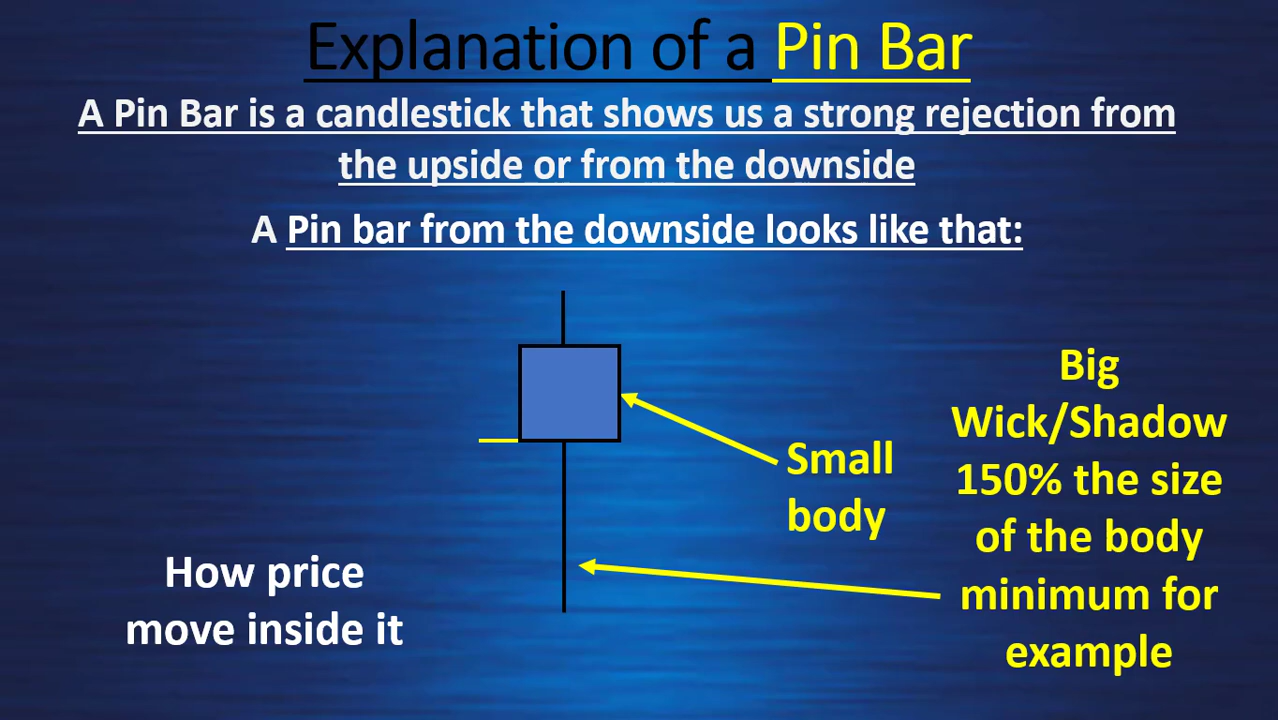 Explanation of a Pin Bar
A Pin Bar is a candlestick that shows us a strong rejection from
the upside or from the downside
A Pin bar from the downside looks like that:
Big
Wick/Shadow
150% the size
of the body
minimum for
example
Small
body
How price
move inside it